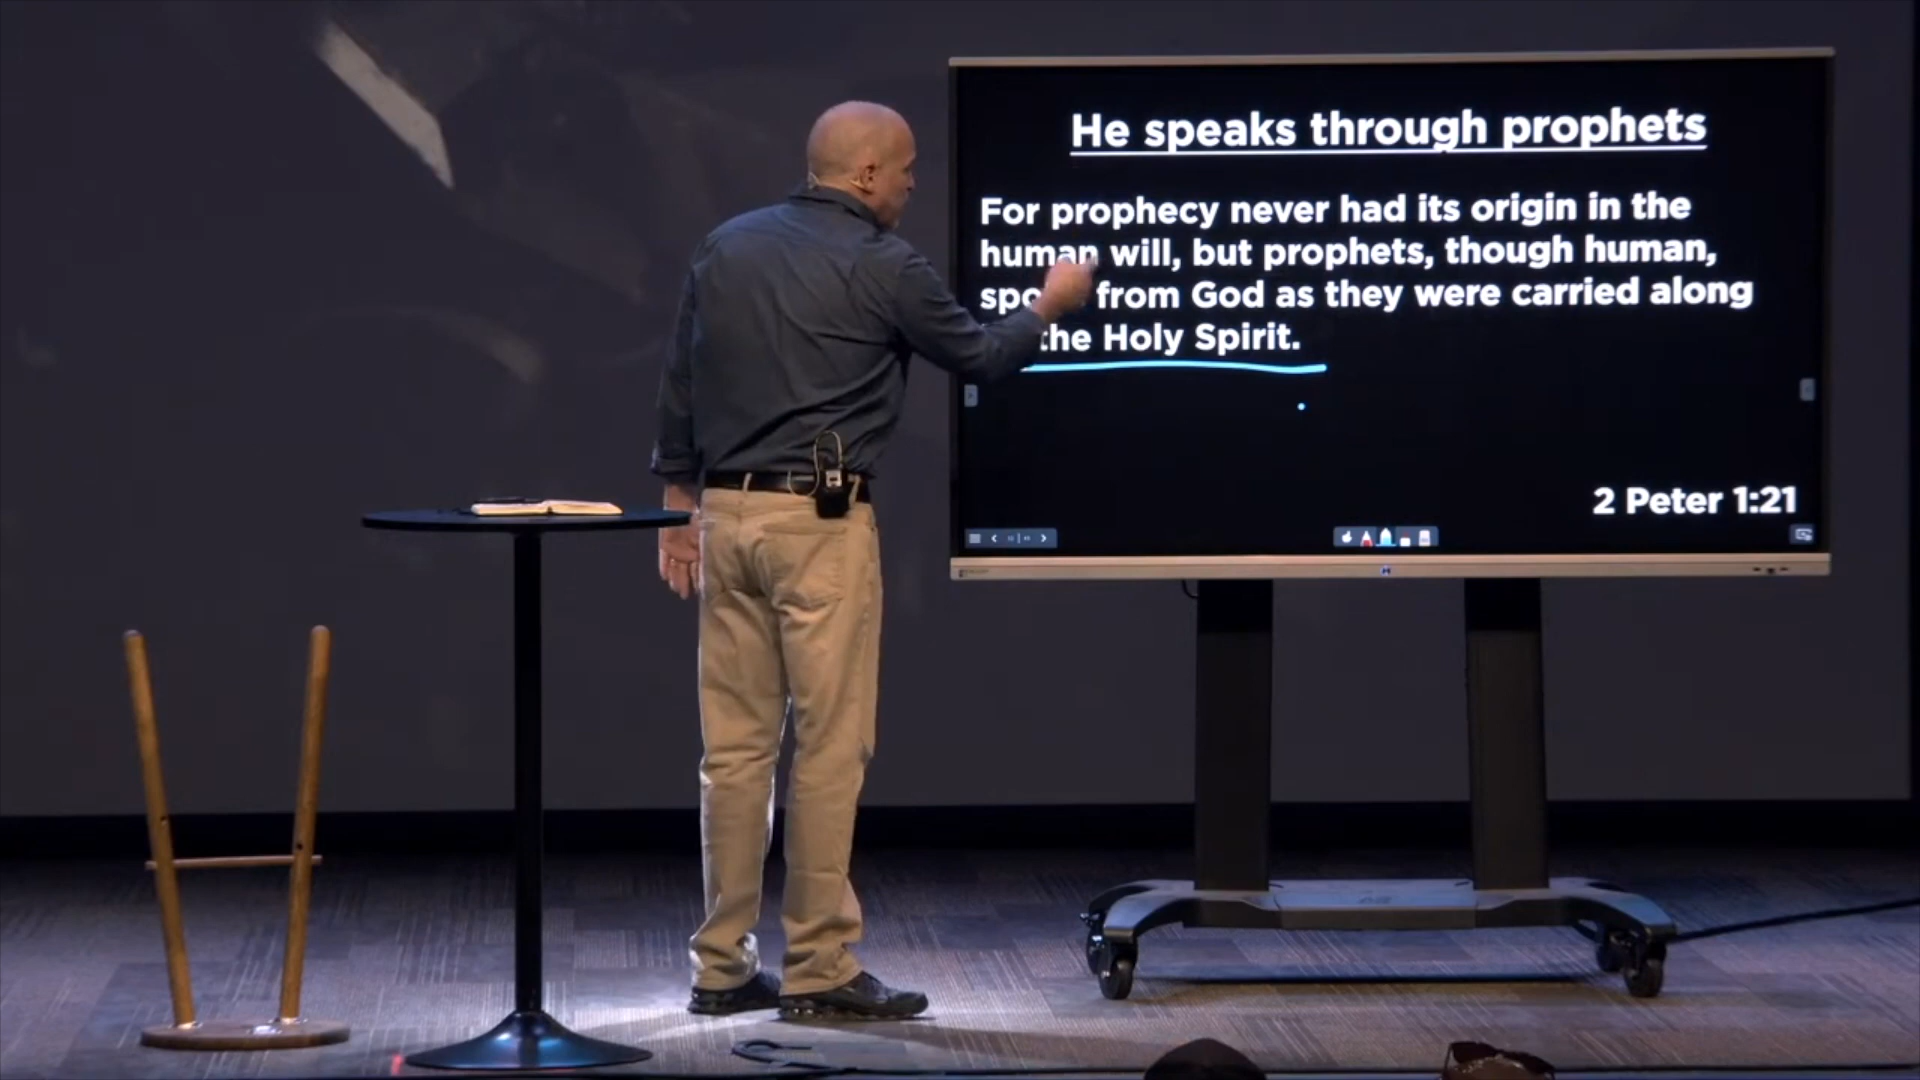 He speaks through prophets
For prophecy never had its origin in the
human will, but prophets, though human,
from God as they were carried along
the Holy Spirit.
2 Peter 1:21